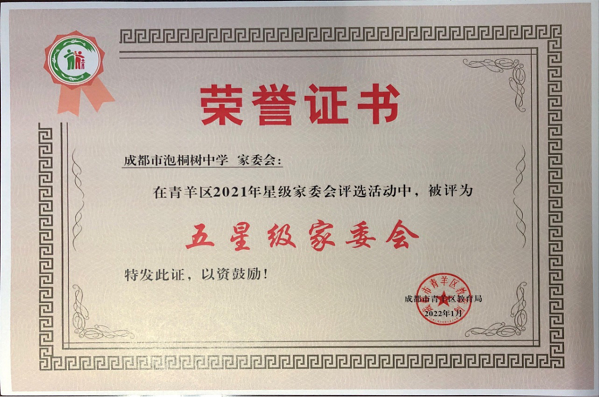 荣誉证书
成都市泡桐树中学 家委会：
在青羊区2021年星级家委会评选活动中，被评为
五星级家委会
特发此证，以资鼓励！
成都市青羊区教育局
2022年1月